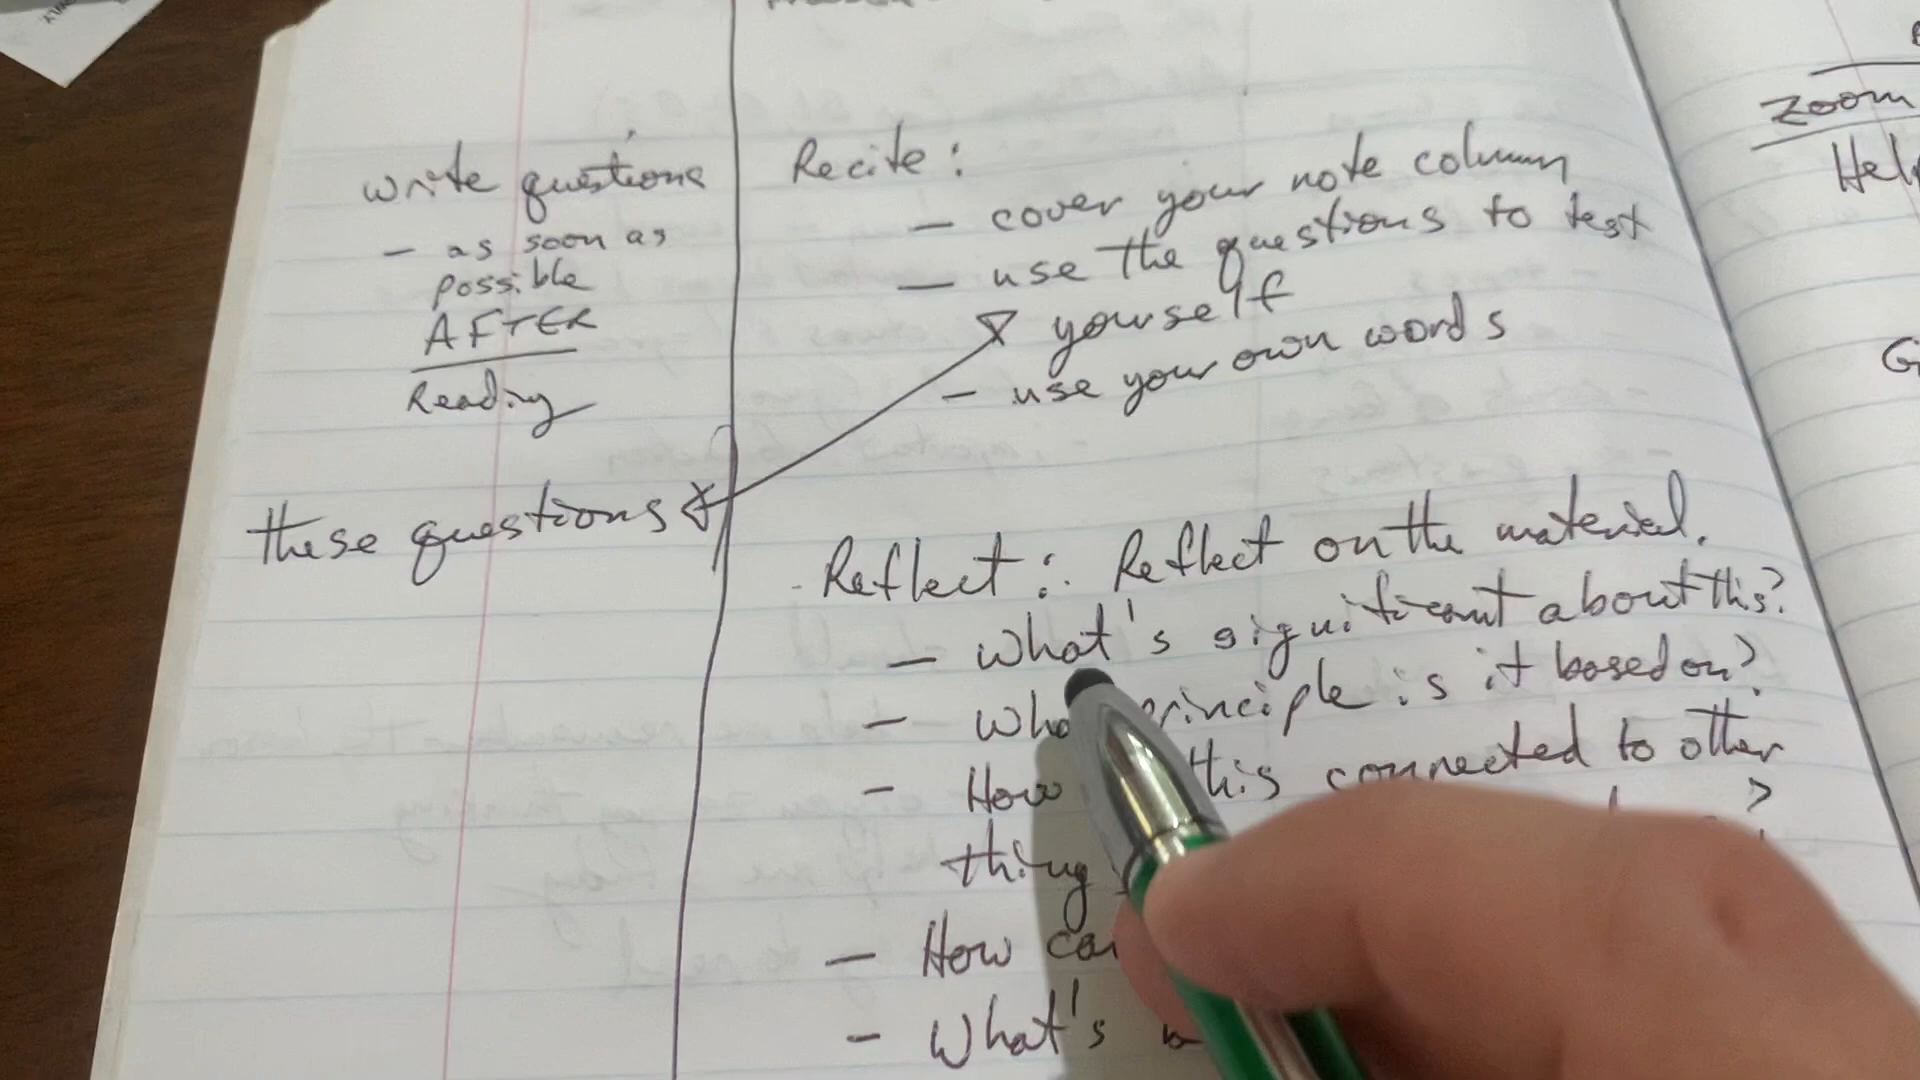 write questions
- as soon as
possible
AFTER
Reading
these questions
Recite:
- cover your note column
- use the questions to test
yourself
- use your own words
Reflect: Reflect on the material.
- What's significant about this?
- principle is it based on?
- How this connected to other
thing ?
- How
- What's
Zoom